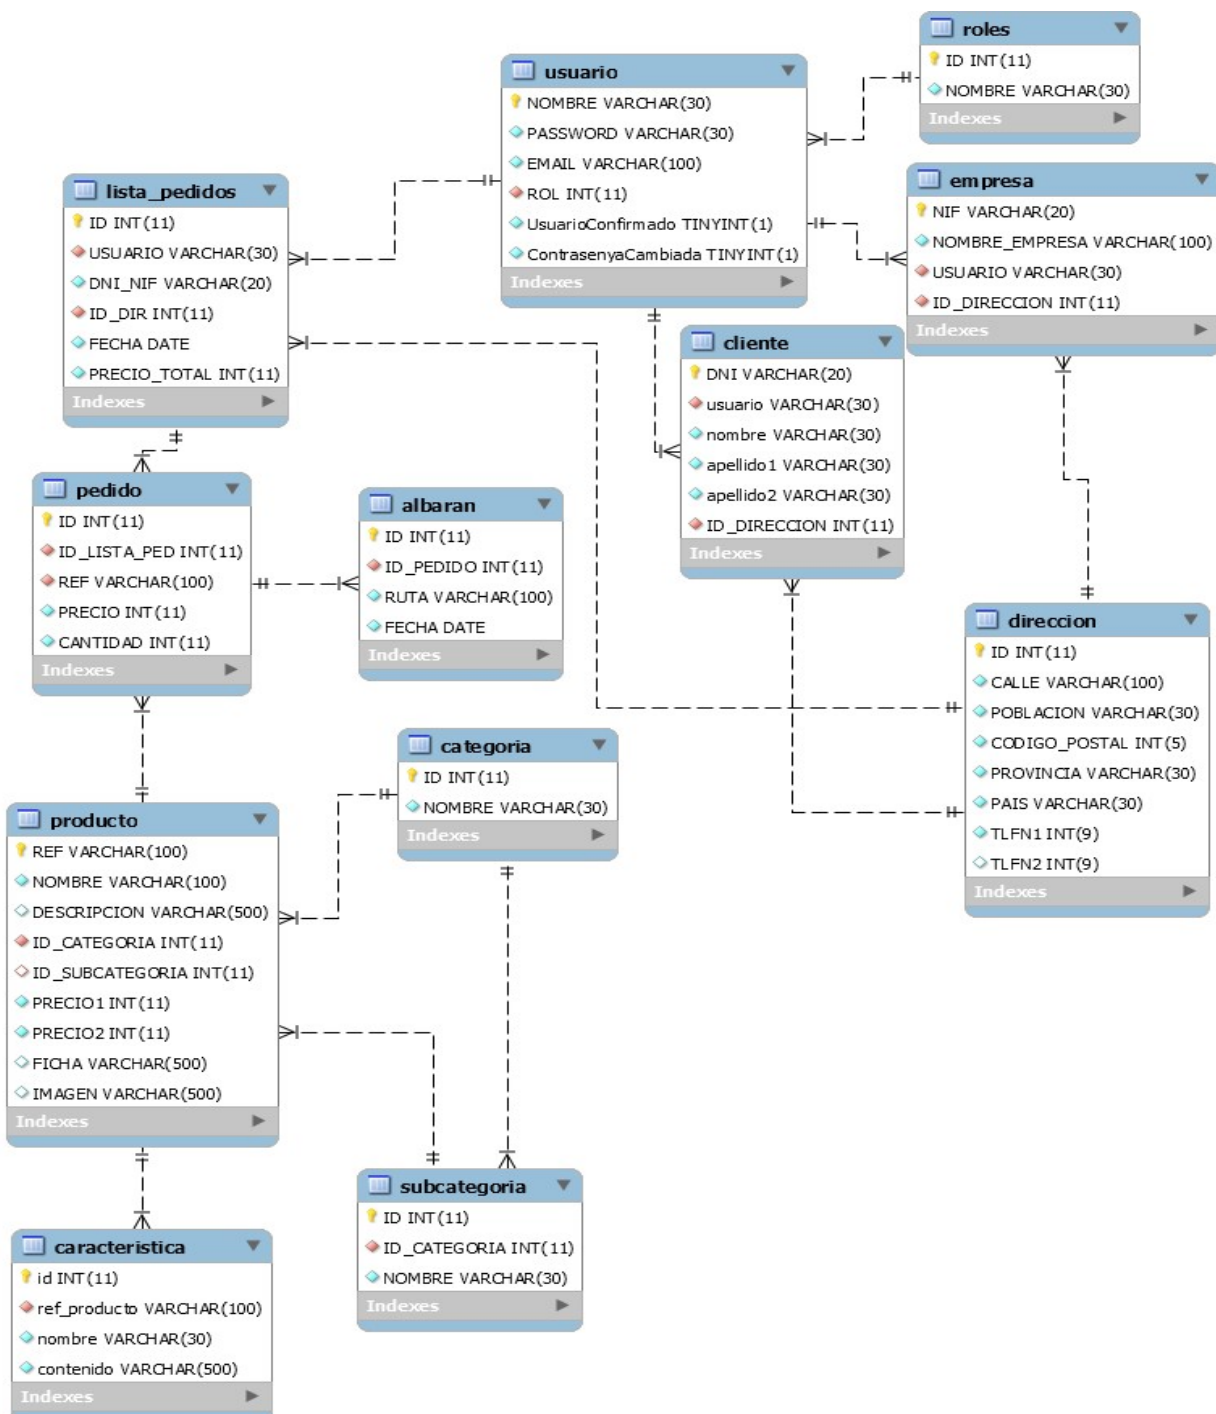 roles
ID INT(11)
NOMBRE VARCHAR(30)
Indexes
usuario
NOMBRE VARCHAR(30)
PASSWORD VARCHAR(30)
EMAIL VARCHAR(100)
ROL INT(11)
UsuarioConfirmado TINYINT(1)
ContrasenyaCambiada TINYINT(1)
Indexes
empresa
NIF VARCHAR(20)
NOMBRE_EMPRESA VARCHAR(100)
USUARIO VARCHAR(30)
ID_DIRECCION INT(11)
Indexes
lista_pedidos
ID INT(11)
USUARIO VARCHAR(30)
DNI_NIF VARCHAR(20)
ID_DIR INT(11)
FECHA DATE
PRECIO_TOTAL INT(11)
Indexes
cliente
DNI VARCHAR(20)
usuario VARCHAR(30)
nombre VARCHAR(30)
apellido1 VARCHAR(30)
apellido2 VARCHAR(30)
ID_DIRECCION INT(11)
Indexes
pedido
ID INT(11)
ID_LISTA_PED INT(11)
REF VARCHAR(100)
PRECIO INT(11)
CANTIDAD INT(11)
Indexes
albaran
ID INT(11)
ID_PEDIDO INT(11)
RUTA VARCHAR(100)
FECHA DATE
Indexes
direccion
ID INT(11)
CALLE VARCHAR(100)
POBLACION VARCHAR(30)
CODIGO_POSTAL INT(5)
PROVINCIA VARCHAR(30)
PAIS VARCHAR(30)
TLFN1 INT(9)
TLFN2 INT(9)
Indexes
categoria
ID INT(11)
NOMBRE VARCHAR(30)
Indexes
producto
REF VARCHAR(100)
NOMBRE VARCHAR(100)
DESCRIPCION VARCHAR(500)
ID_CATEGORIA INT(11)
ID_SUBCATEGORIA INT(11)
PRECIO1 INT(11)
PRECIO2 INT(11)
FICHA VARCHAR(500)
IMAGEN VARCHAR(500)
Indexes
subcategoria
ID INT(11)
ID_CATEGORIA INT(11)
NOMBRE VARCHAR(30)
Indexes
caracteristica
id INT(11)
ref_producto VARCHAR(100)
nombre VARCHAR(30)
contenido VARCHAR(500)
Indexes